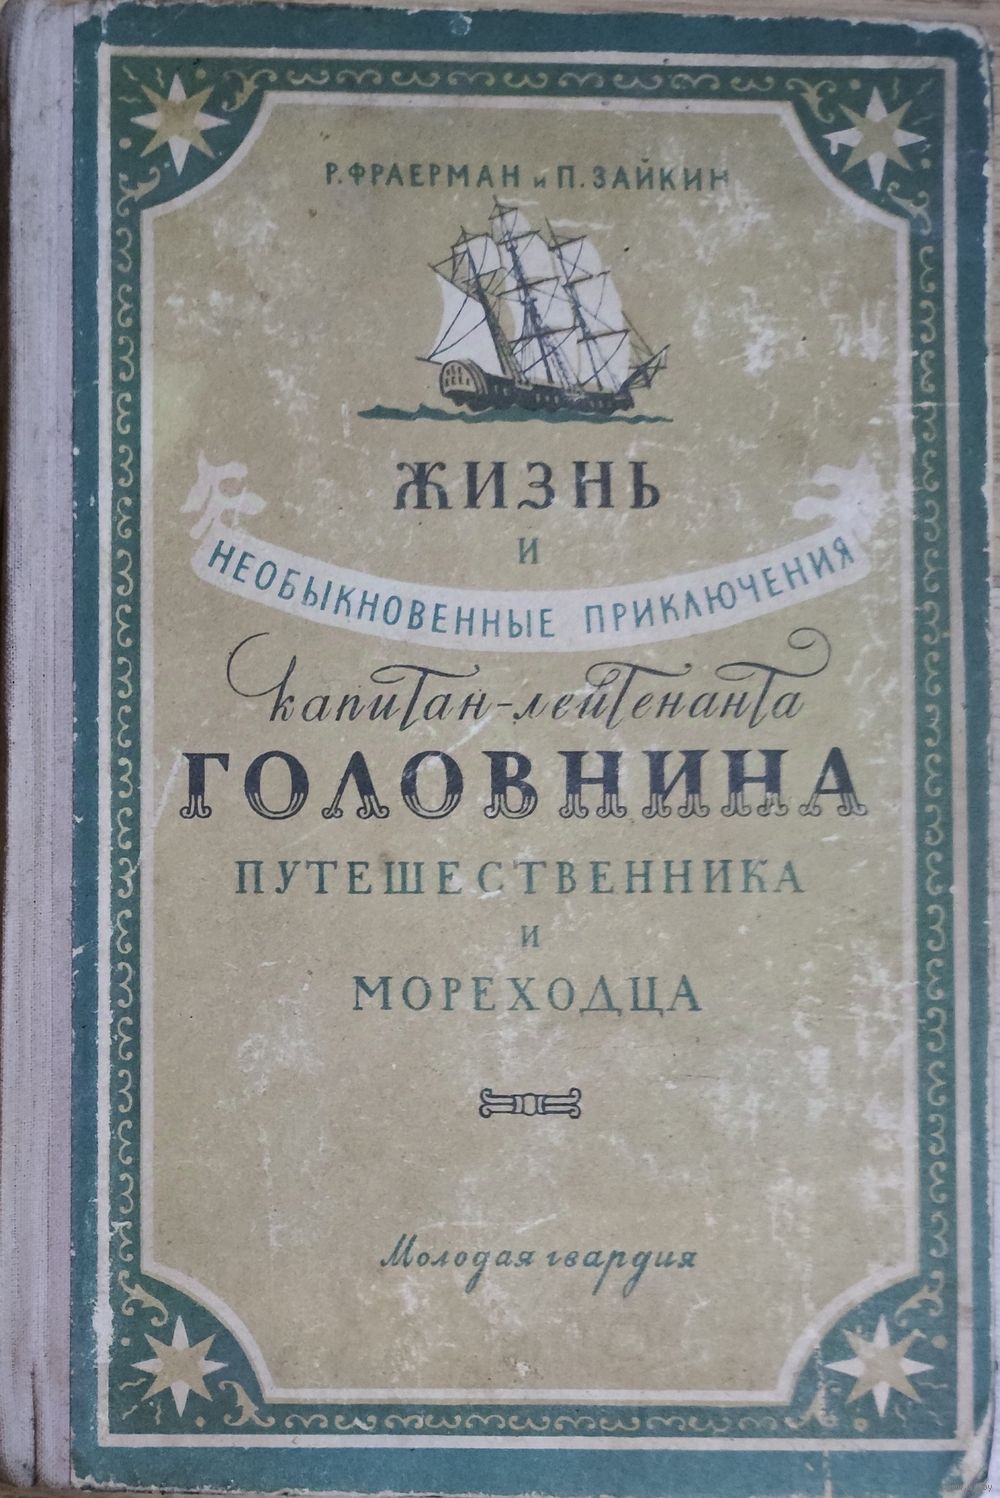 Р. ФРАЕРМАН и П. ЗАЙКИН
ЖИЗНЬ
И
НЕОБЫКНОВЕННЫЕ ПРИКЛЮЧЕНИЯ
капитан-лейтенанта
ГОЛОВНИНА
ПУТЕШЕСТВЕННИКА
И
МОРЕХОДЦА
Молодая гвардия